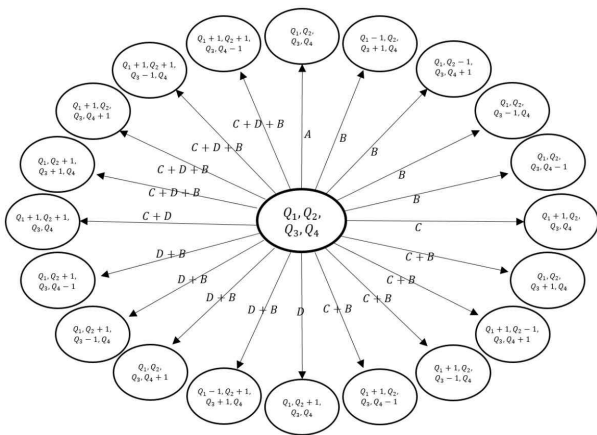 Q₁, Q₂,
Q₃, Q₄
Q₁ − 1, Q₂,
Q₃ + 1, Q₄
Q₁, Q₂ − 1,
Q₃, Q₄ + 1
Q₁, Q₂,
Q₃ − 1, Q₄
Q₁, Q₂,
Q₃, Q₄ − 1
Q₁ + 1, Q₂,
Q₃, Q₄
Q₁, Q₂,
Q₃ + 1, Q₄
Q₁ + 1, Q₂ − 1,
Q₃, Q₄ + 1
Q₁ + 1, Q₂,
Q₃ − 1, Q₄
Q₁ + 1, Q₂,
Q₃, Q₄ − 1
Q₁, Q₂ + 1,
Q₃, Q₄
Q₁ − 1, Q₂ + 1,
Q₃ + 1, Q₄
Q₁, Q₂,
Q₃, Q₄ + 1
Q₁, Q₂ + 1,
Q₃ − 1, Q₄
Q₁, Q₂ + 1,
Q₃, Q₄ − 1
Q₁ + 1, Q₂ + 1,
Q₃, Q₄
Q₁, Q₂ + 1,
Q₃ + 1, Q₄
Q₁ + 1, Q₂,
Q₃, Q₄ + 1
Q₁ + 1, Q₂ + 1,
Q₃ − 1, Q₄
Q₁ + 1, Q₂ + 1,
Q₃, Q₄ − 1
A
B
B
B
B
C
C + B
C + B
C + B
C + B
D
D + B
D + B
D + B
D + B
C + D
C + D + B
C + D + B
C + D + B
C + D + B
Q₁, Q₂,
Q₃, Q₄